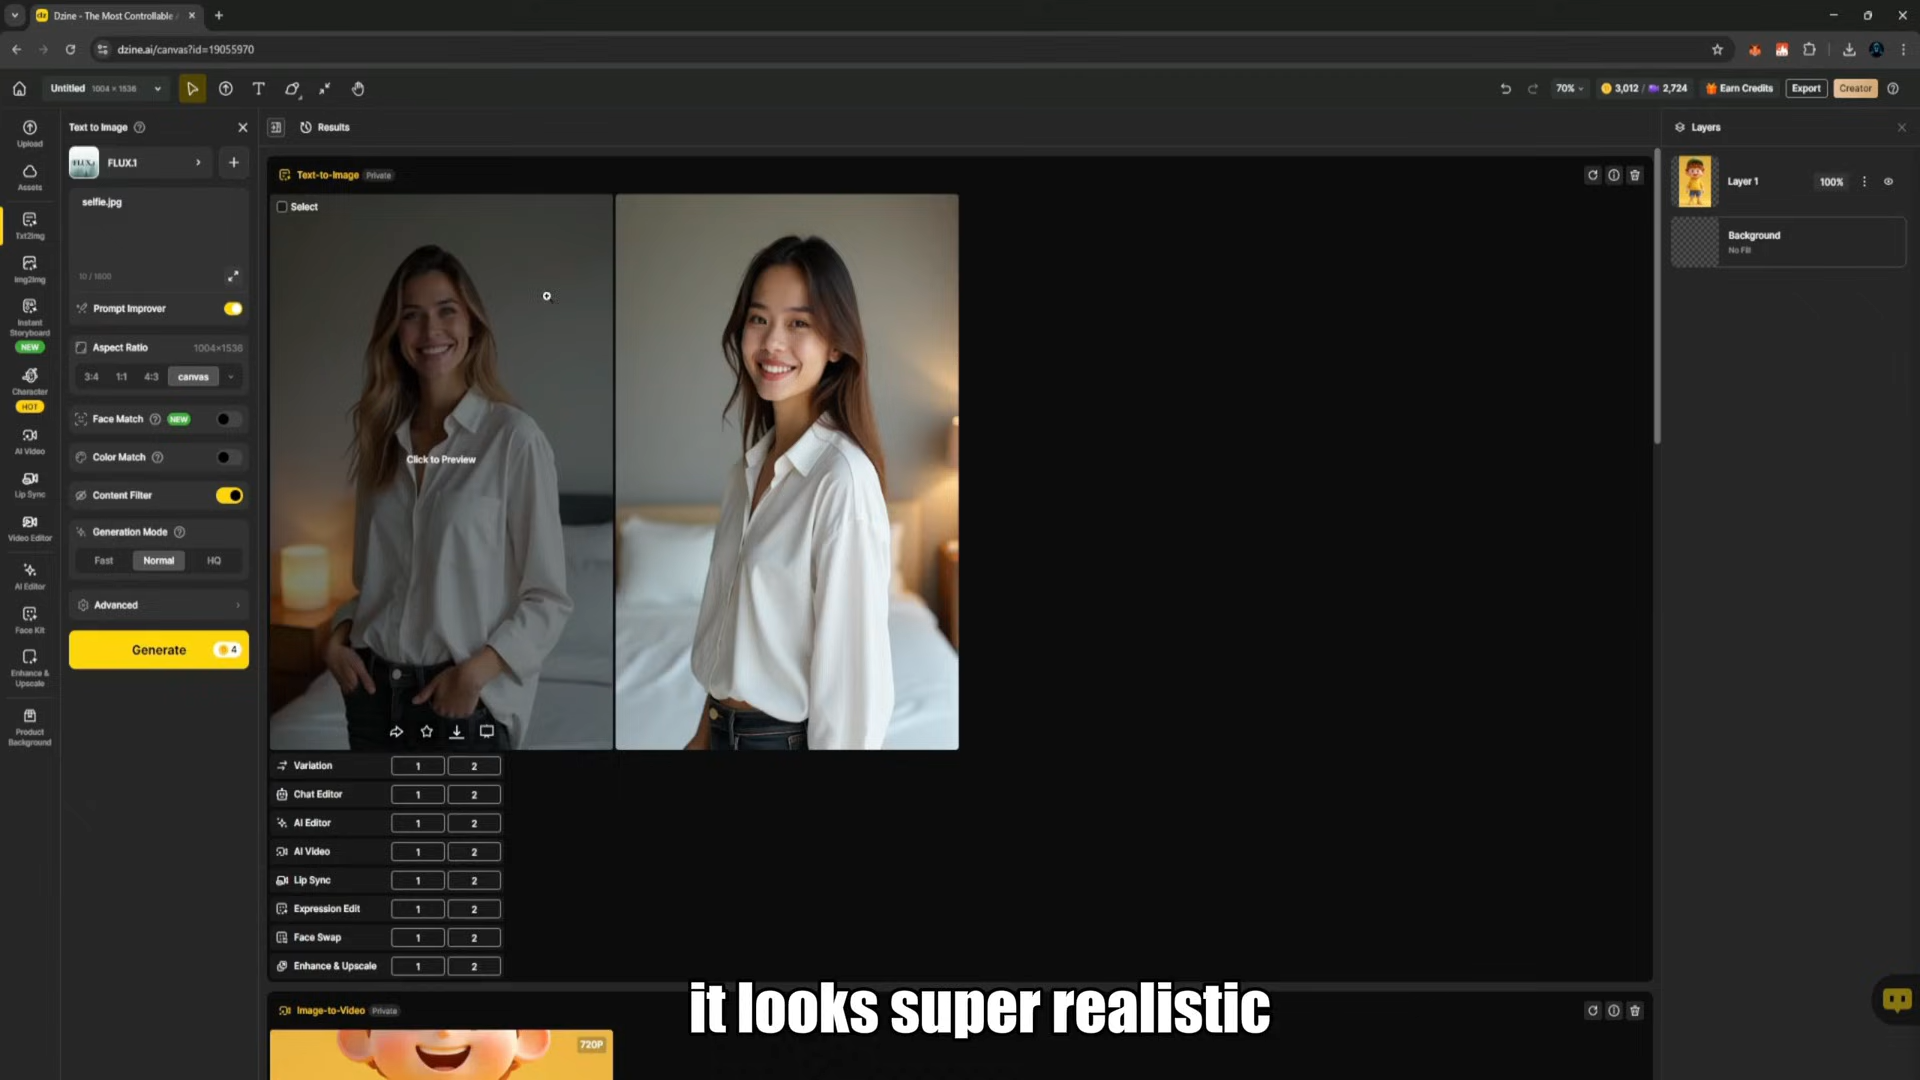 Dzine - The Most Controllable
dzine.ai/canvas?id=19055970
Untitled 1004 × 1536
70%
3,012 / 2,724
Earn Credits
Export
Creator
Upload
Assets
Txt2Img
Img2Img
Instant
Storyboard
NEW
Character
HOT
AI Video
Lip Sync
Video Editor
AI Editor
Face Kit
Enhance &
Upscale
Product
Background
Text to Image
FLUX.1
selfie.jpg
10 / 1800
Prompt Improver
Aspect Ratio 1004×1536
3:4 1:1 4:3 canvas
Face Match NEW
Color Match
Content Filter
Generation Mode
Fast Normal HQ
Advanced
Generate 4
Results
Text-to-Image Private
Select
Click to Preview
Variation 1 2
Chat Editor 1 2
AI Editor 1 2
AI Video 1 2
Lip Sync 1 2
Expression Edit 1 2
Face Swap 1 2
Enhance & Upscale 1 2
it looks super realistic
Image-to-Video Private
720P
Layers
Layer 1 100%
Background
No Fill